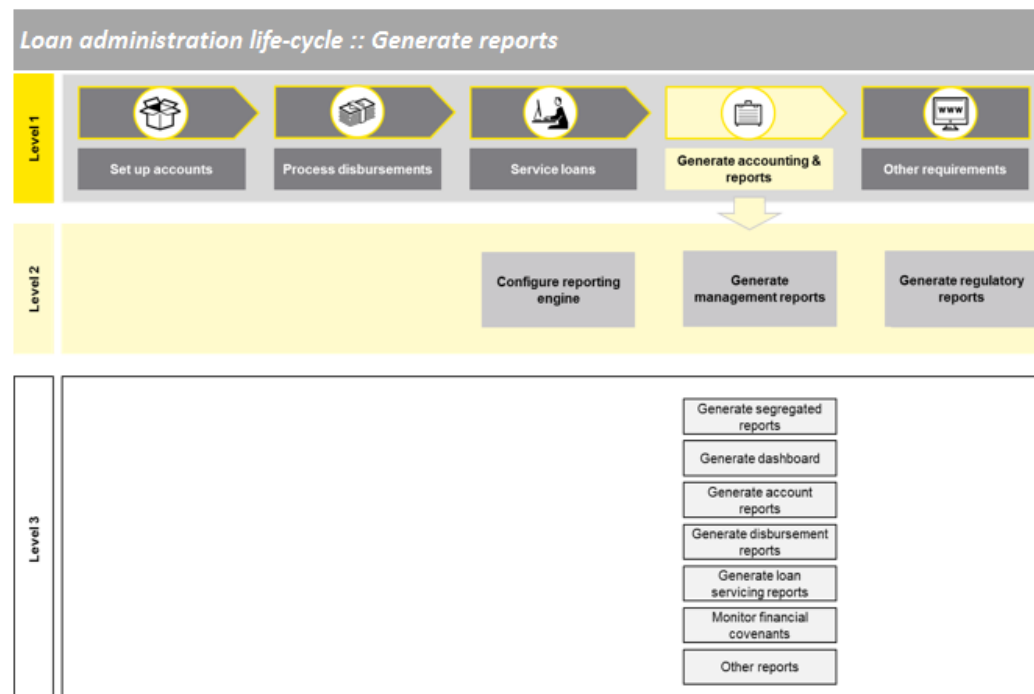 Loan administration life-cycle :: Generate reports
Level 1
WWW
Set up accounts
Process disbursements
Service loans
Generate accounting &
reports
Other requirements
Level 2
Configure reporting
engine
Generate
management reports
Generate regulatory
reports
Level 3
Generate segregated
reports
Generate dashboard
Generate account
reports
Generate disbursement
reports
Generate loan
servicing reports
Monitor financial
covenants
Other reports